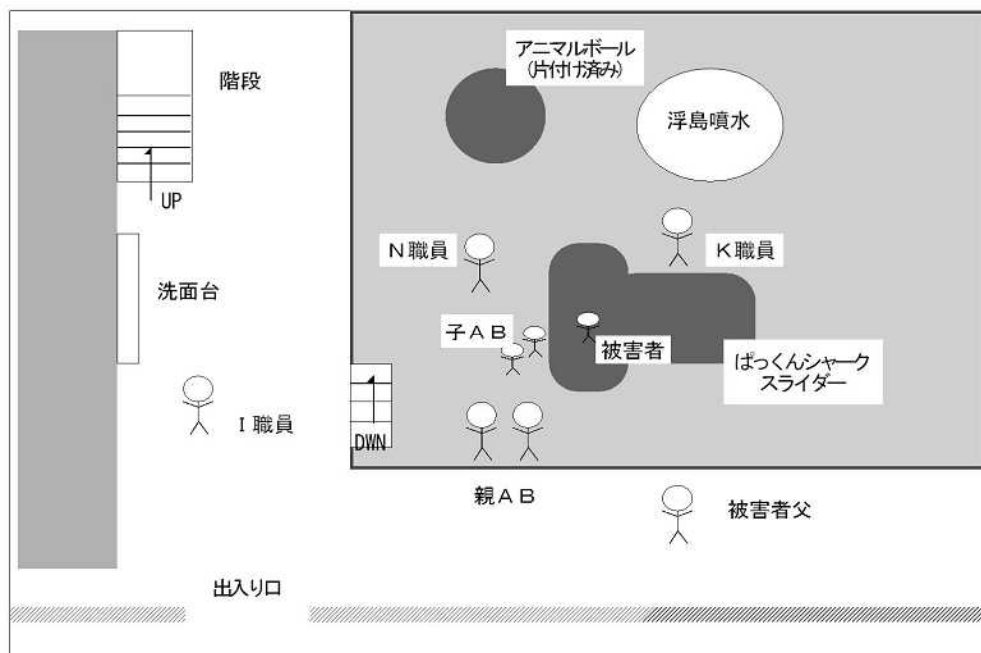 アニマルボール
(片付け済み)
階段
浮島噴水
UP
N職員
K職員
洗面台
子AB
被害者
ぱっくんシャーク
スライダー
I職員
DWN
親AB
被害者父
出入り口